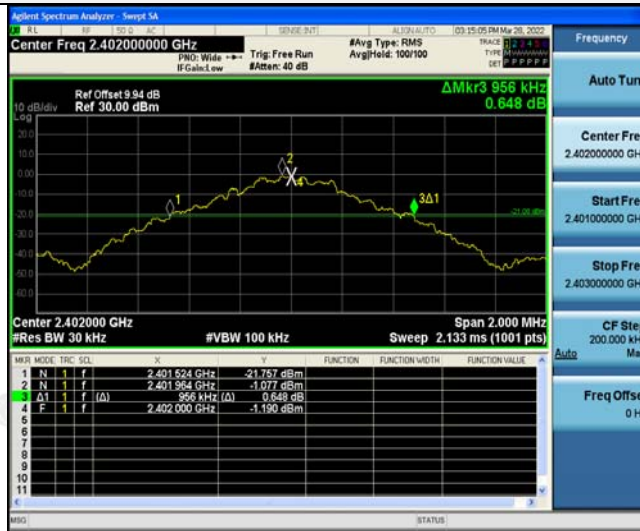 Agilent Spectrum Analyzer - Swept SA
RL RF 50 Ω AC SENSE:INT ALIGN AUTO 03:15:05 PM Mar 28, 2022
Center Freq 2.402000000 GHz
#Avg Type: RMS
TRACE 1 2 3 4 5 6
PNO: Wide Trig: Free Run Avg|Hold: 100/100
TYPE
IFGain:Low #Atten: 40 dB
DET P P P P P P
ΔMkr3 956 kHz
0.648 dB
Ref Offset 9.94 dB
10 dB/div Ref 30.00 dBm
Log
20.0
10.0
0.00
-10.0
-20.0
-30.0
-40.0
-50.0
-60.0
1
2
4
3Δ1
Center 2.402000 GHz Span 2.000 MHz
#Res BW 30 kHz #VBW 100 kHz Sweep 2.133 ms (1001 pts)
MKR MODE TRC SCL X Y FUNCTION FUNCTION WIDTH FUNCTION VALUE
1 N 1 f 2.401 524 GHz -21.757 dBm
2 N 1 f 2.401 964 GHz -1.077 dBm
3 Δ1 1 f (Δ) 956 kHz (Δ) 0.648 dB
4 F 1 f 2.402 000 GHz -1.190 dBm
5
6
7
8
9
10
11
MSG STATUS
Frequency
Auto Tun
Center Fre
2.402000000 GH
Start Fre
2.401000000 GH
Stop Fre
2.403000000 GH
CF Ste
200.000 kH
Auto Ma
Freq Offse
0 H